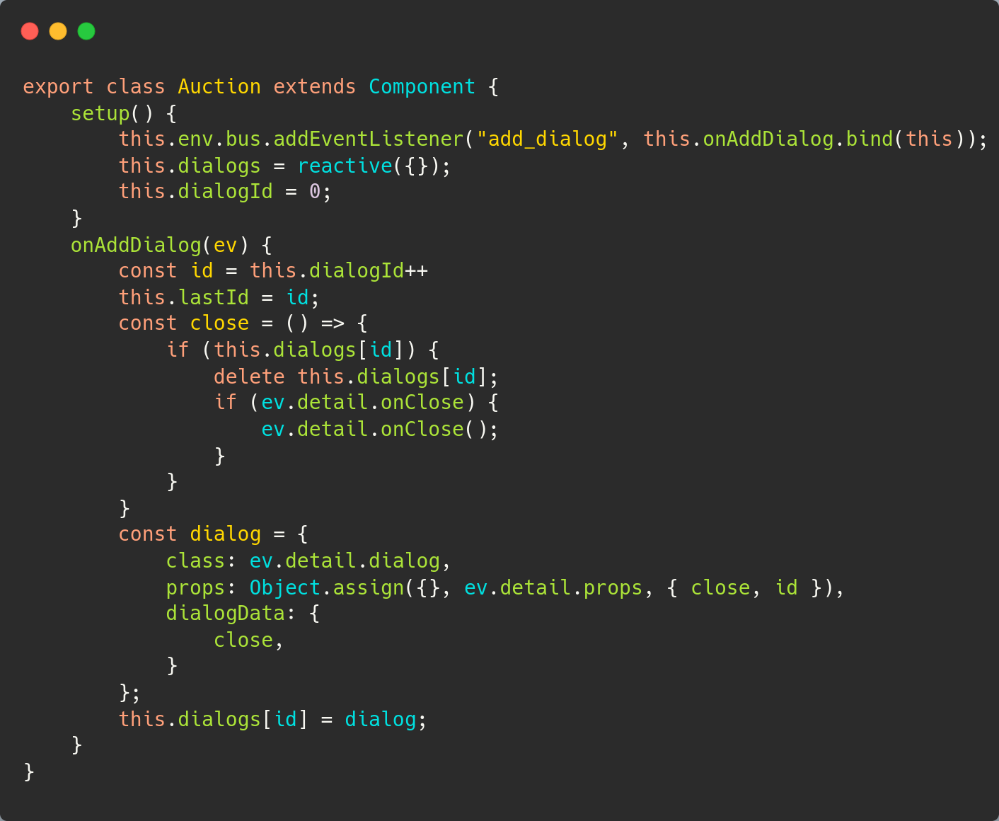 export class Auction extends Component {
    setup() {
        this.env.bus.addEventListener("add_dialog", this.onAddDialog.bind(this));
        this.dialogs = reactive({});
        this.dialogId = 0;
    }
    onAddDialog(ev) {
        const id = this.dialogId++
        this.lastId = id;
        const close = () => {
            if (this.dialogs[id]) {
                delete this.dialogs[id];
                if (ev.detail.onClose) {
                    ev.detail.onClose();
                }
            }
        }
        const dialog = {
            class: ev.detail.dialog,
            props: Object.assign({}, ev.detail.props, { close, id }),
            dialogData: {
                close,
            }
        };
        this.dialogs[id] = dialog;
    }
}